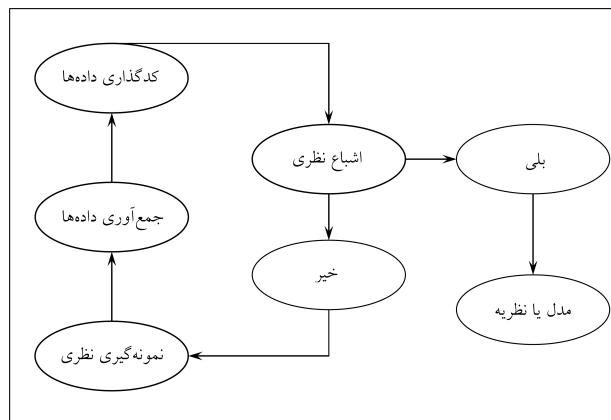 کدگذاری داده‌ها
اشباع نظری
بلی
جمع‌آوری داده‌ها
خیر
مدل یا نظریه
نمونه‌گیری نظری